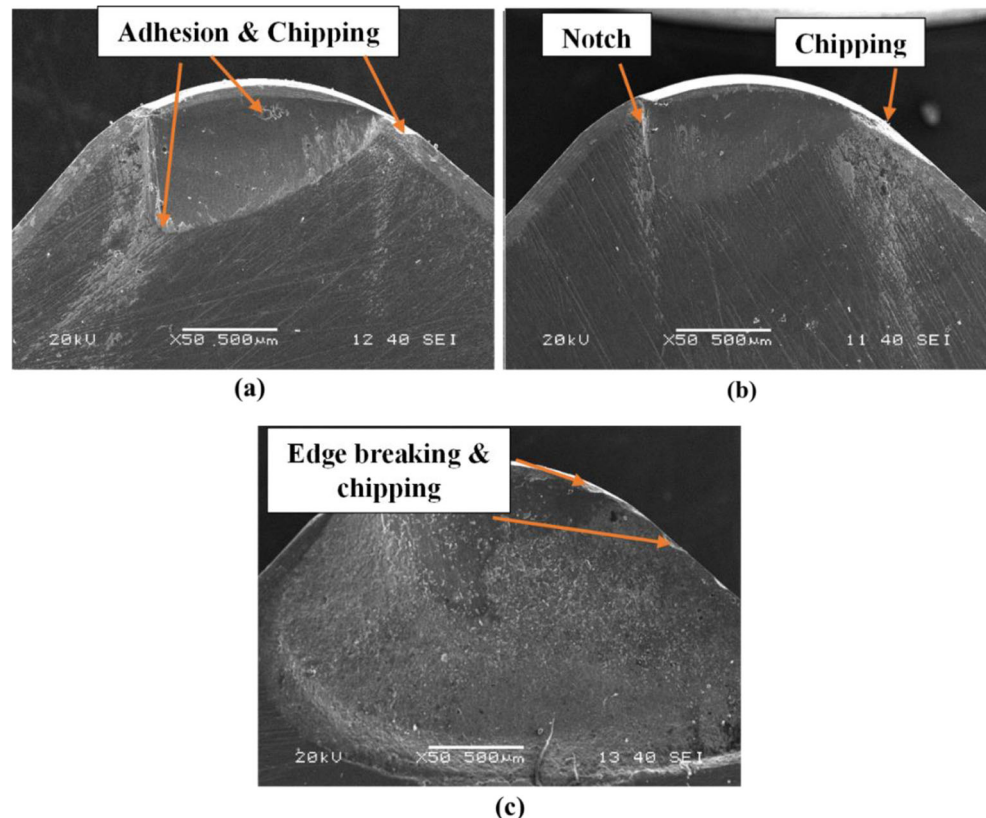 Adhesion & Chipping
20kU X50 500μm 12 40 SEI
(a)
Notch
Chipping
20kU X50 500μm 11 40 SEI
(b)
Edge breaking &
chipping
20kU X50 500μm 13 40 SEI
(c)